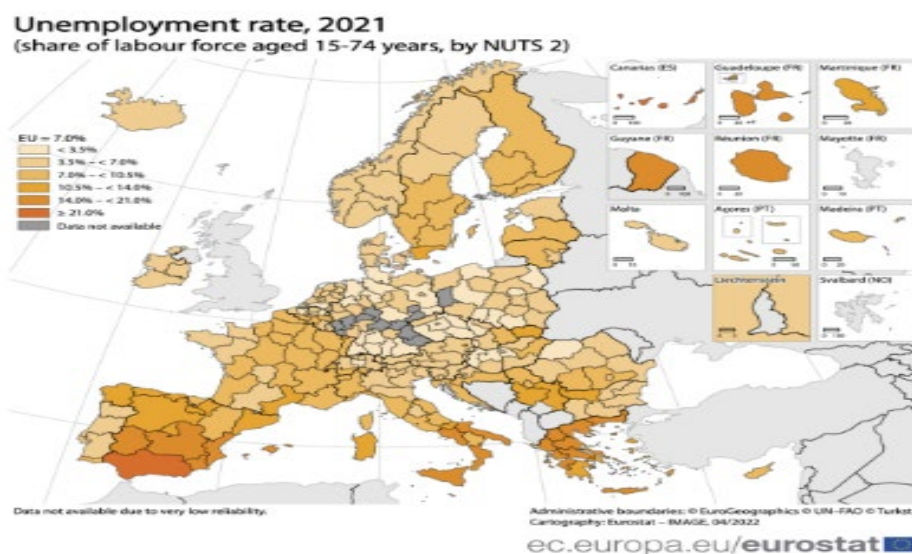 Unemployment rate, 2021
(share of labour force aged 15-74 years, by NUTS 2)
EU = 7.0%
< 3.5%
3.5% – < 7.0%
7.0% – < 10.5%
10.5% – < 14.0%
14.0% – < 21.0%
≥ 21.0%
Data not available
Canarias (ES)
Guadeloupe (FR)
Martinique (FR)
Guyane (FR)
Réunion (FR)
Mayotte (FR)
Malta
Açores (PT)
Madeira (PT)
Liechtenstein
Svalbard (NO)
Data not available due to very low reliability.
Administrative boundaries: © EuroGeographics © UN–FAO © Turkst
Cartography: Eurostat – IMAGE, 04/2022
ec.europa.eu/eurostat